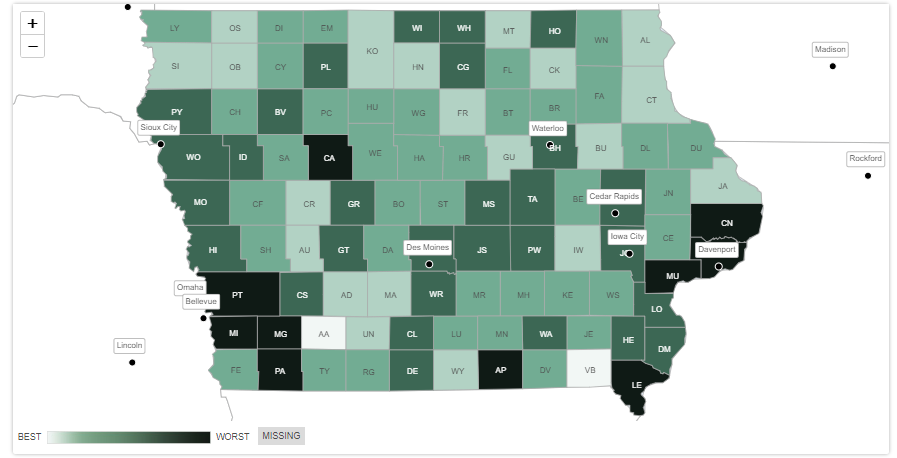 +
−
LY OS DI EM KO WI WH MT HO WN AL
SI OB CY PL HN CG FL CK
Madison
PY CH BV PC HU WG FR BT BR FA CT
Sioux City
Waterloo
WO ID SA CA WE HA HR GU BH BU DL DU
Rockford
MO CF CR GR BO ST MS TA BE JN JA
Cedar Rapids
HI SH AU GT DA JS PW IW CE CN
Des Moines
Iowa City
Davenport
Omaha
Bellevue
PT CS AD MA WR MR MH KE WS MU
LO
MI MG AA UN CL LU MN WA JE HE DM
Lincoln
FE PA TY RG DE WY AP DV VB LE
BEST WORST MISSING